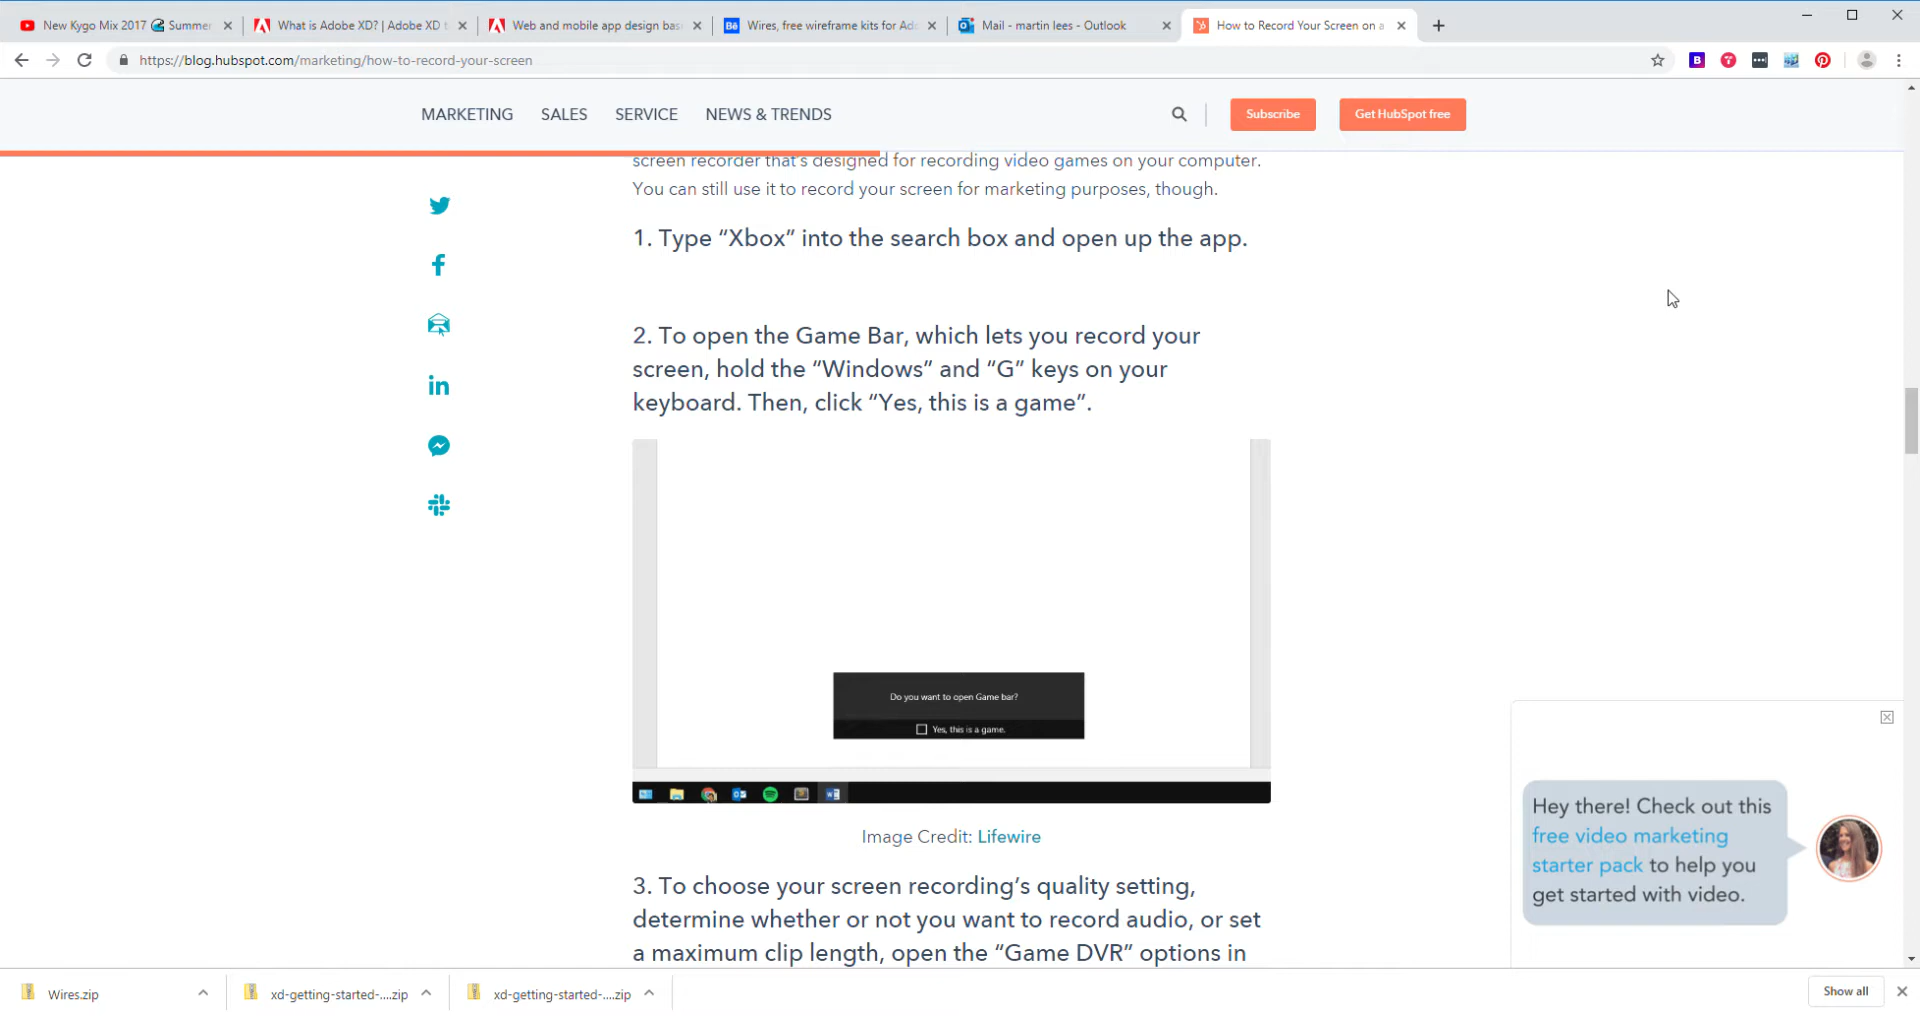 New Kygo Mix 2017 Summer
What is Adobe XD? | Adobe XD t
Web and mobile app design bas
Wires, free wireframe kits for Ado
Mail - martin lees - Outlook
How to Record Your Screen on a
https://blog.hubspot.com/marketing/how-to-record-your-screen
MARKETING SALES SERVICE NEWS & TRENDS
Subscribe
Get HubSpot free
screen recorder that's designed for recording video games on your computer.
You can still use it to record your screen for marketing purposes, though.
1. Type “Xbox” into the search box and open up the app.
2. To open the Game Bar, which lets you record your
screen, hold the “Windows” and “G” keys on your
keyboard. Then, click “Yes, this is a game”.
Do you want to open Game bar?
Yes, this is a game.
Image Credit: Lifewire
3. To choose your screen recording’s quality setting,
determine whether or not you want to record audio, or set
a maximum clip length, open the “Game DVR” options in
Hey there! Check out this
free video marketing
starter pack to help you
get started with video.
Wires.zip
xd-getting-started-....zip
xd-getting-started-....zip
Show all